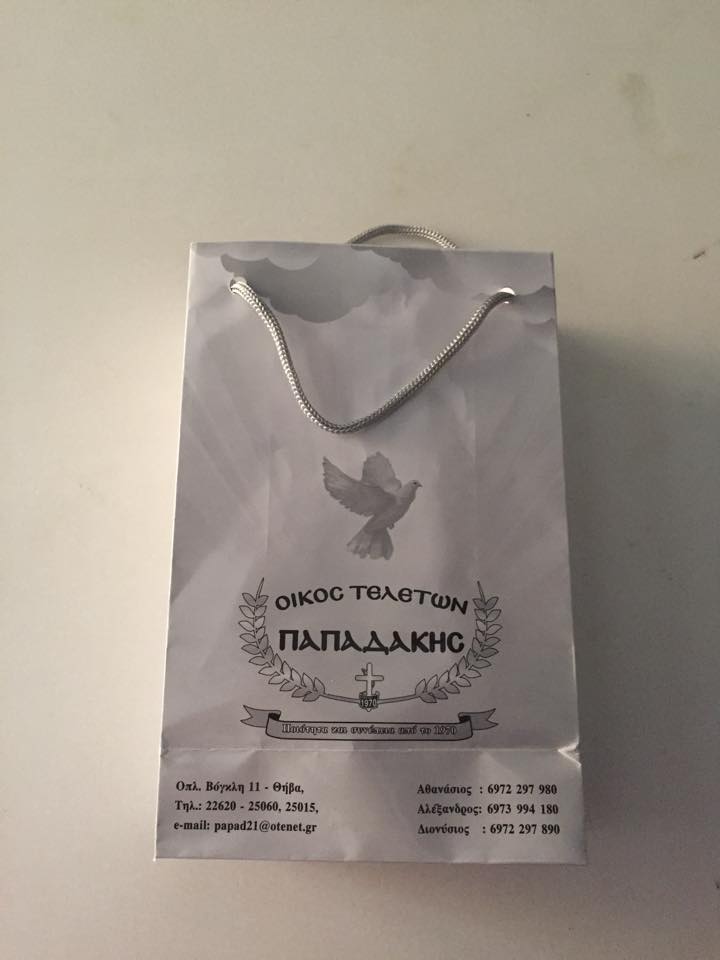 ΟΙΚΟΣ ΤΕΛΕΤΩΝ
ΠΑΠΑΔΑΚΗΣ
1970
Ποιότητα και συνέπεια από το 1970
Οπλ. Βόγκλη 11 - Θήβα,
Τηλ.: 22620 - 25060, 25015,
e-mail: papad21@otenet.gr
Αθανάσιος : 6972 297 980
Αλέξανδρος: 6973 994 180
Διονύσιος : 6972 297 890